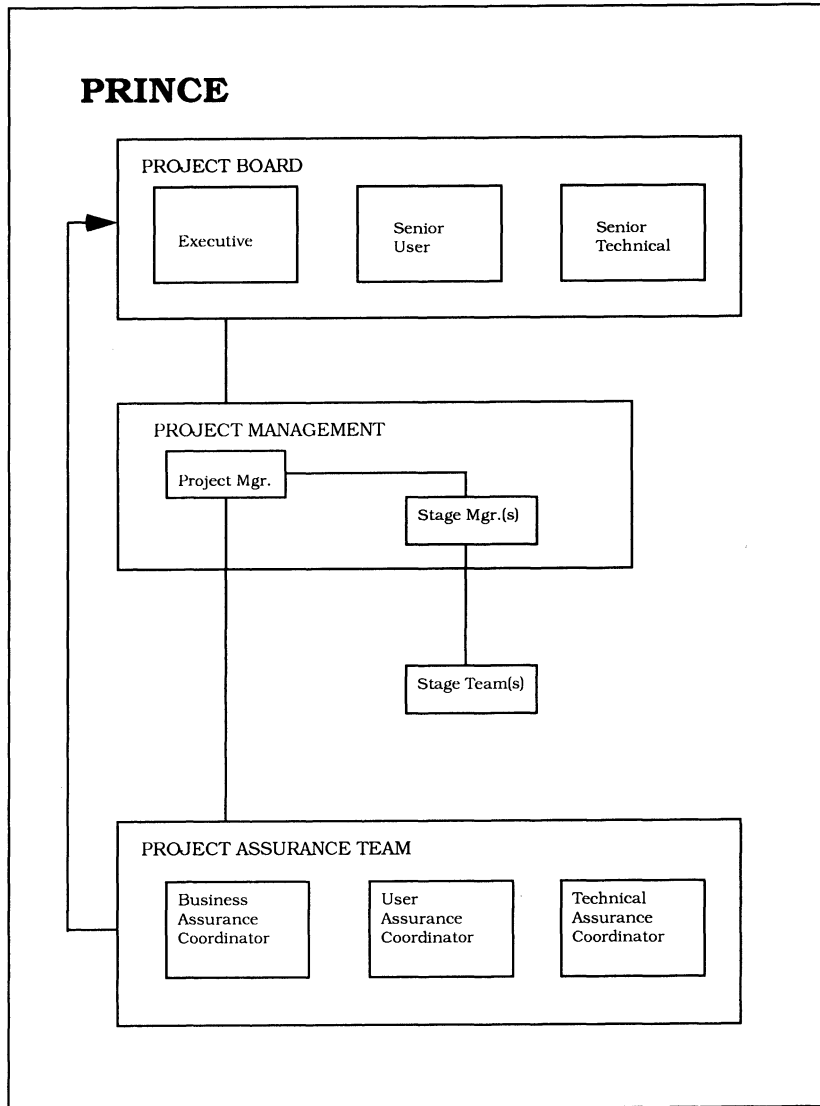 PRINCE
PROJECT BOARD
Executive
Senior
User
Senior
Technical
PROJECT MANAGEMENT
Project Mgr.
Stage Mgr.(s)
Stage Team(s)
PROJECT ASSURANCE TEAM
Business
Assurance
Coordinator
User
Assurance
Coordinator
Technical
Assurance
Coordinator